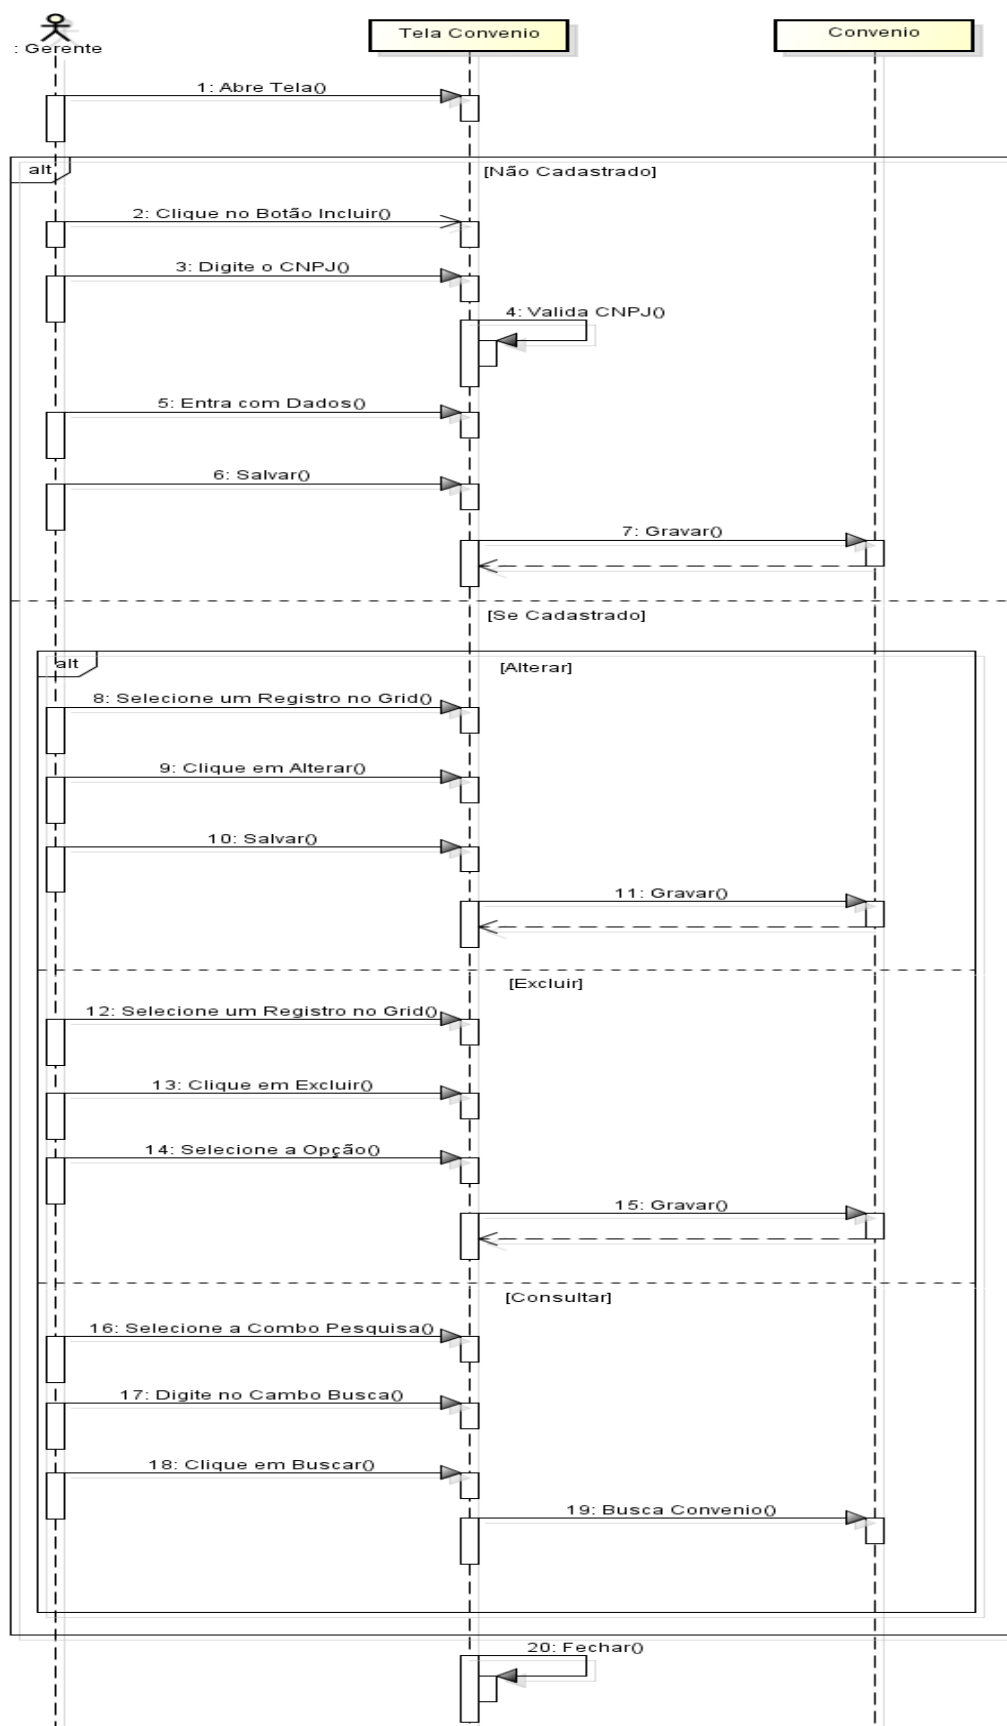 : Gerente
Tela Convenio
Convenio
1: Abre Tela()
alt
[Não Cadastrado]
2: Clique no Botão Incluir()
3: Digite o CNPJ()
4: Valida CNPJ()
5: Entra com Dados()
6: Salvar()
7: Gravar()
[Se Cadastrado]
alt
[Alterar]
8: Selecione um Registro no Grid()
9: Clique em Alterar()
10: Salvar()
11: Gravar()
[Excluir]
12: Selecione um Registro no Grid()
13: Clique em Excluir()
14: Selecione a Opção()
15: Gravar()
[Consultar]
16: Selecione a Combo Pesquisa()
17: Digite no Cambo Busca()
18: Clique em Buscar()
19: Busca Convenio()
20: Fechar()